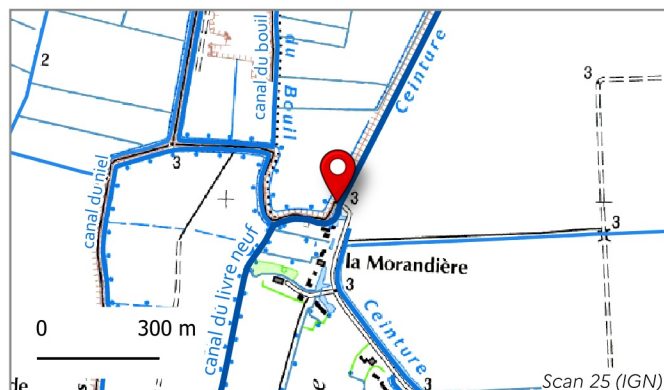 2
canal du bouil
du
Bouil
Ceinture
3
3
canal du niel
3
3
la Morandière
canal du livre neuf
3
Ceinture
0 300 m
de
s.
e
3
Scan 25 (IGN)